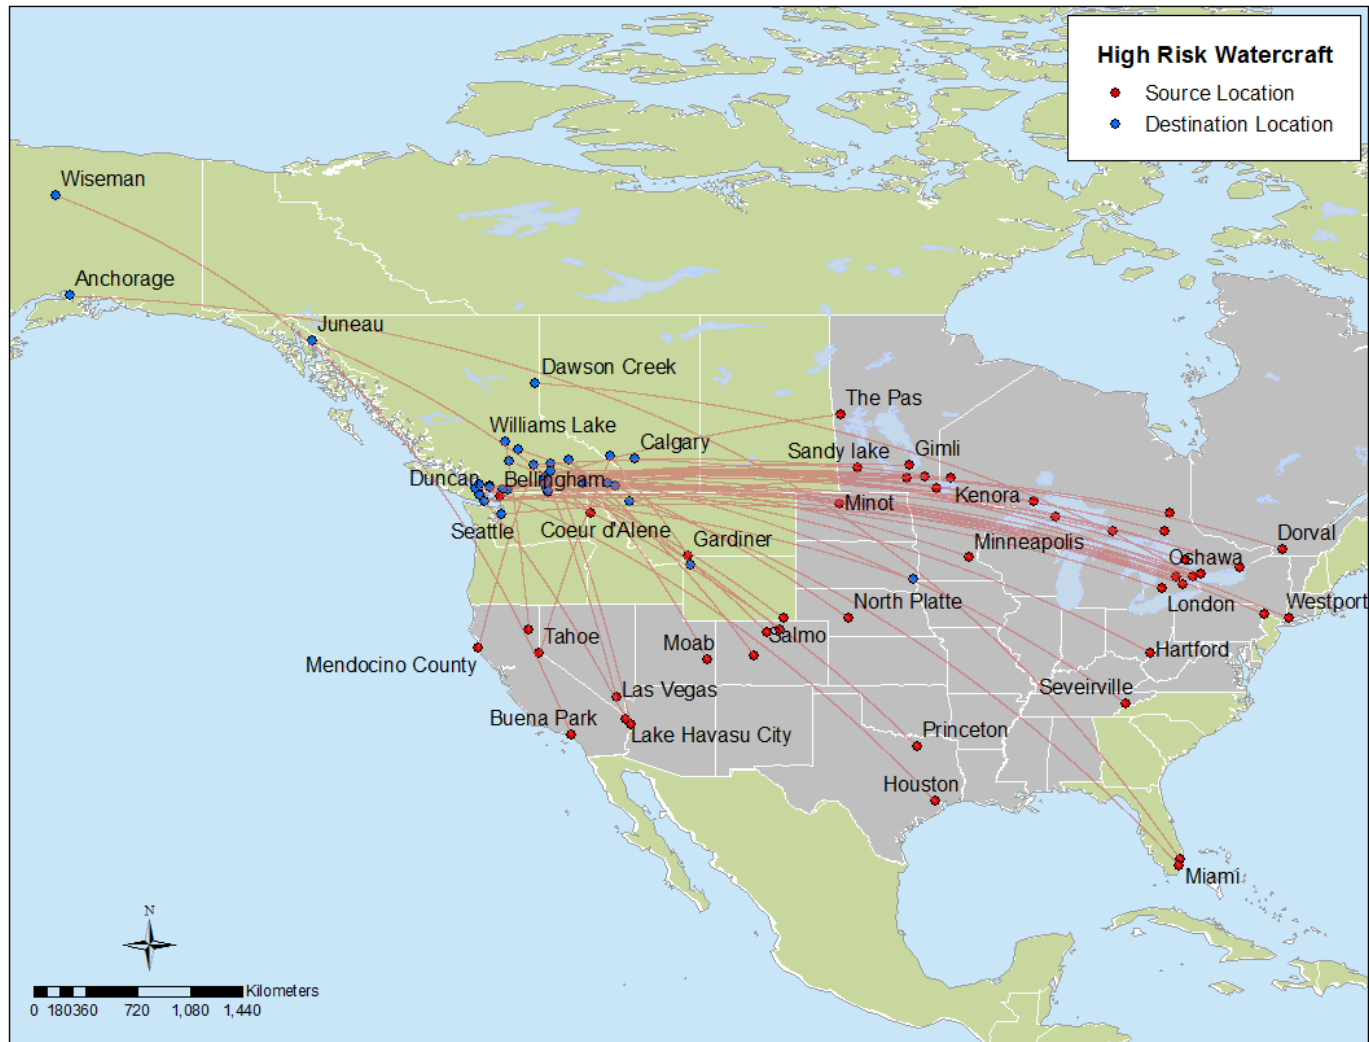 High Risk Watercraft
Source Location
Destination Location
Wiseman
Anchorage
Juneau
Dawson Creek
The Pas
Williams Lake
Calgary
Sandy lake
Gimli
Duncan
Bellingham
Kenora
Minot
Seattle
Coeur d'Alene
Gardiner
Minneapolis
Dorval
Oshawa
North Platte
London
Westport
Tahoe
Moab
Salmo
Hartford
Mendocino County
Las Vegas
Seveirville
Buena Park
Lake Havasu City
Princeton
Houston
Miami
N
Kilometers
0 180 360 720 1,080 1,440